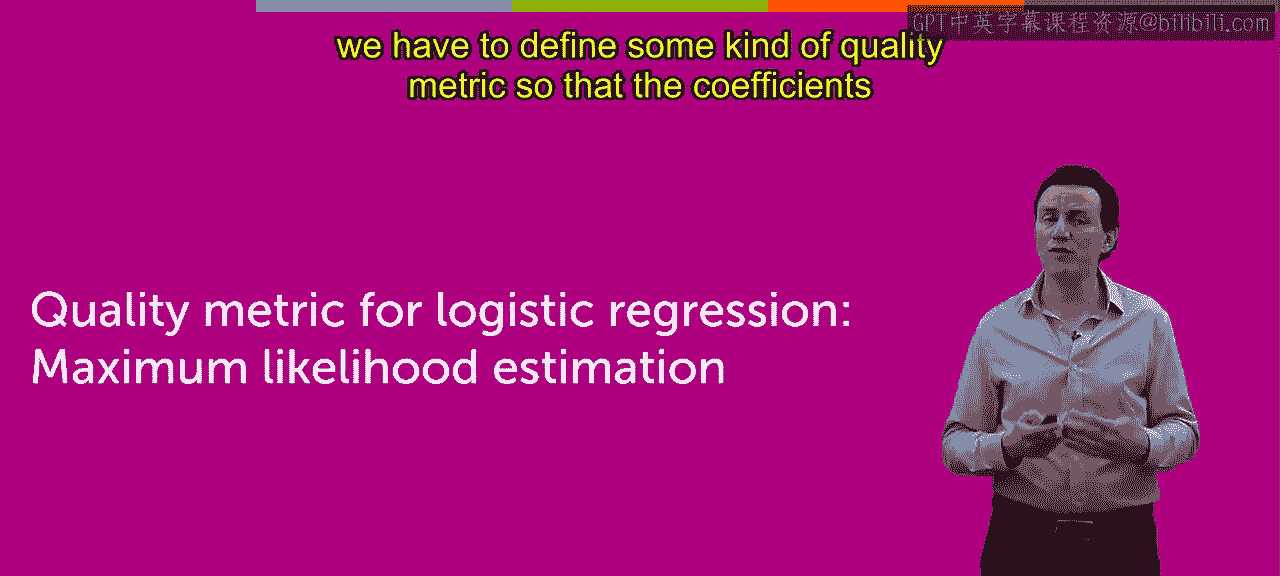 GPT中英字幕课程资源@bilibili.com
we have to define some kind of quality
metric so that the coefficients
Quality metric for logistic regression:
Maximum likelihood estimation